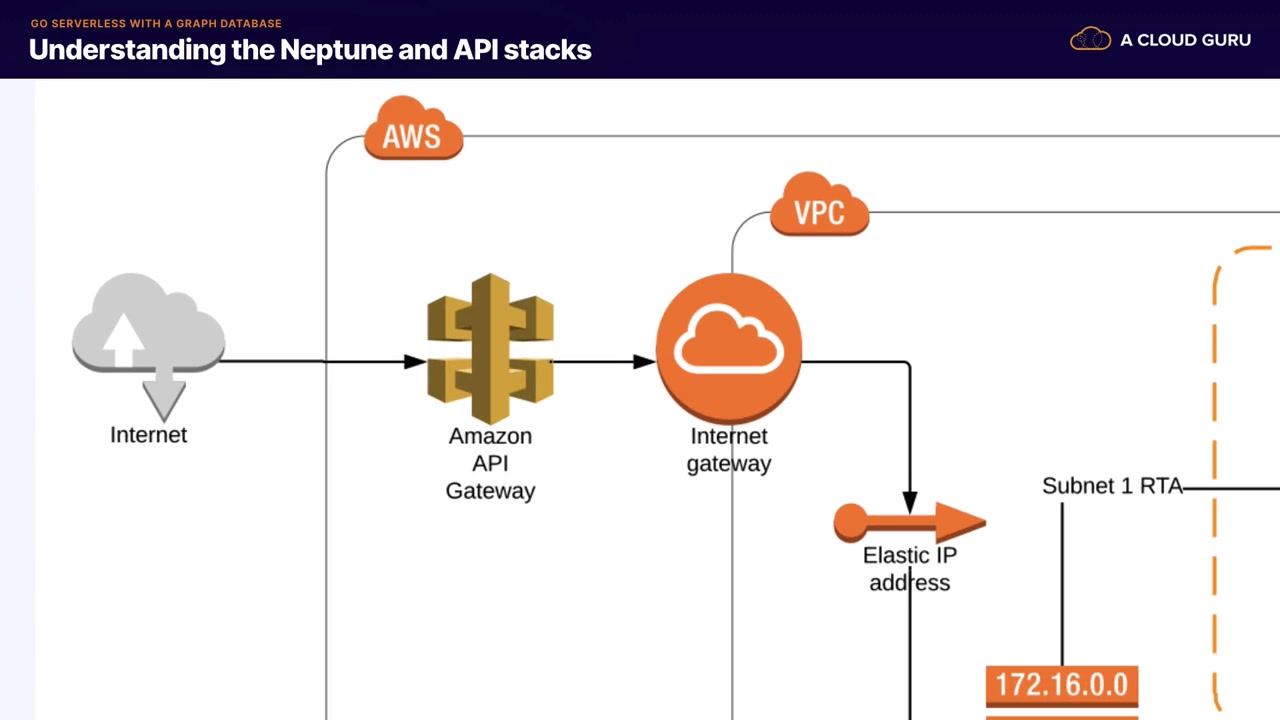 GO SERVERLESS WITH A GRAPH DATABASE
Understanding the Neptune and API stacks
A CLOUD GURU
AWS
VPC
Internet
Amazon
API
Gateway
Internet
gateway
Subnet 1 RTA
Elastic IP
address
172.16.0.0